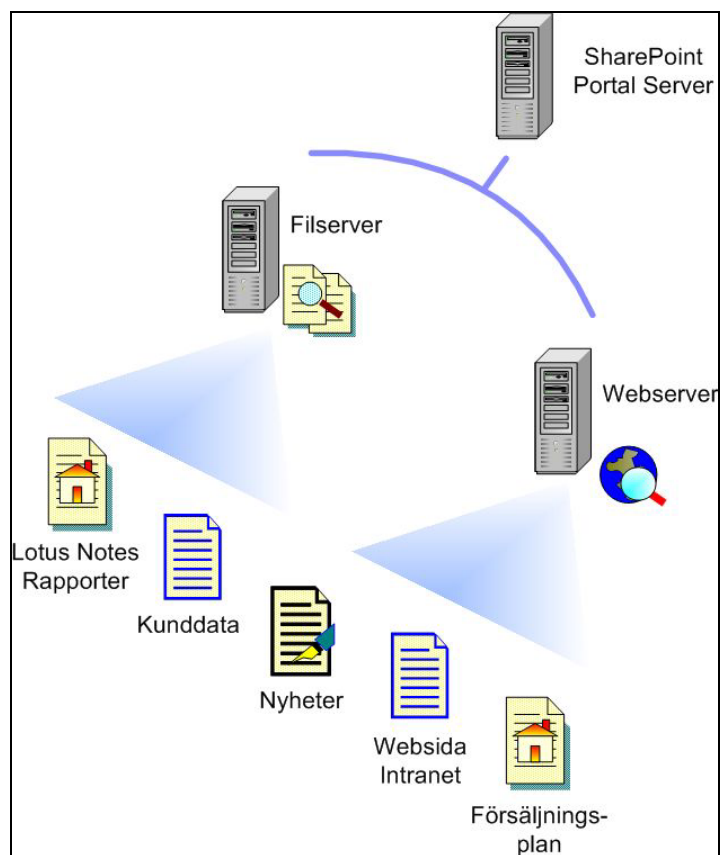 SharePoint
Portal Server
Filserver
Webserver
Lotus Notes
Rapporter
Kunddata
Nyheter
Websida
Intranet
Försäljnings-
plan